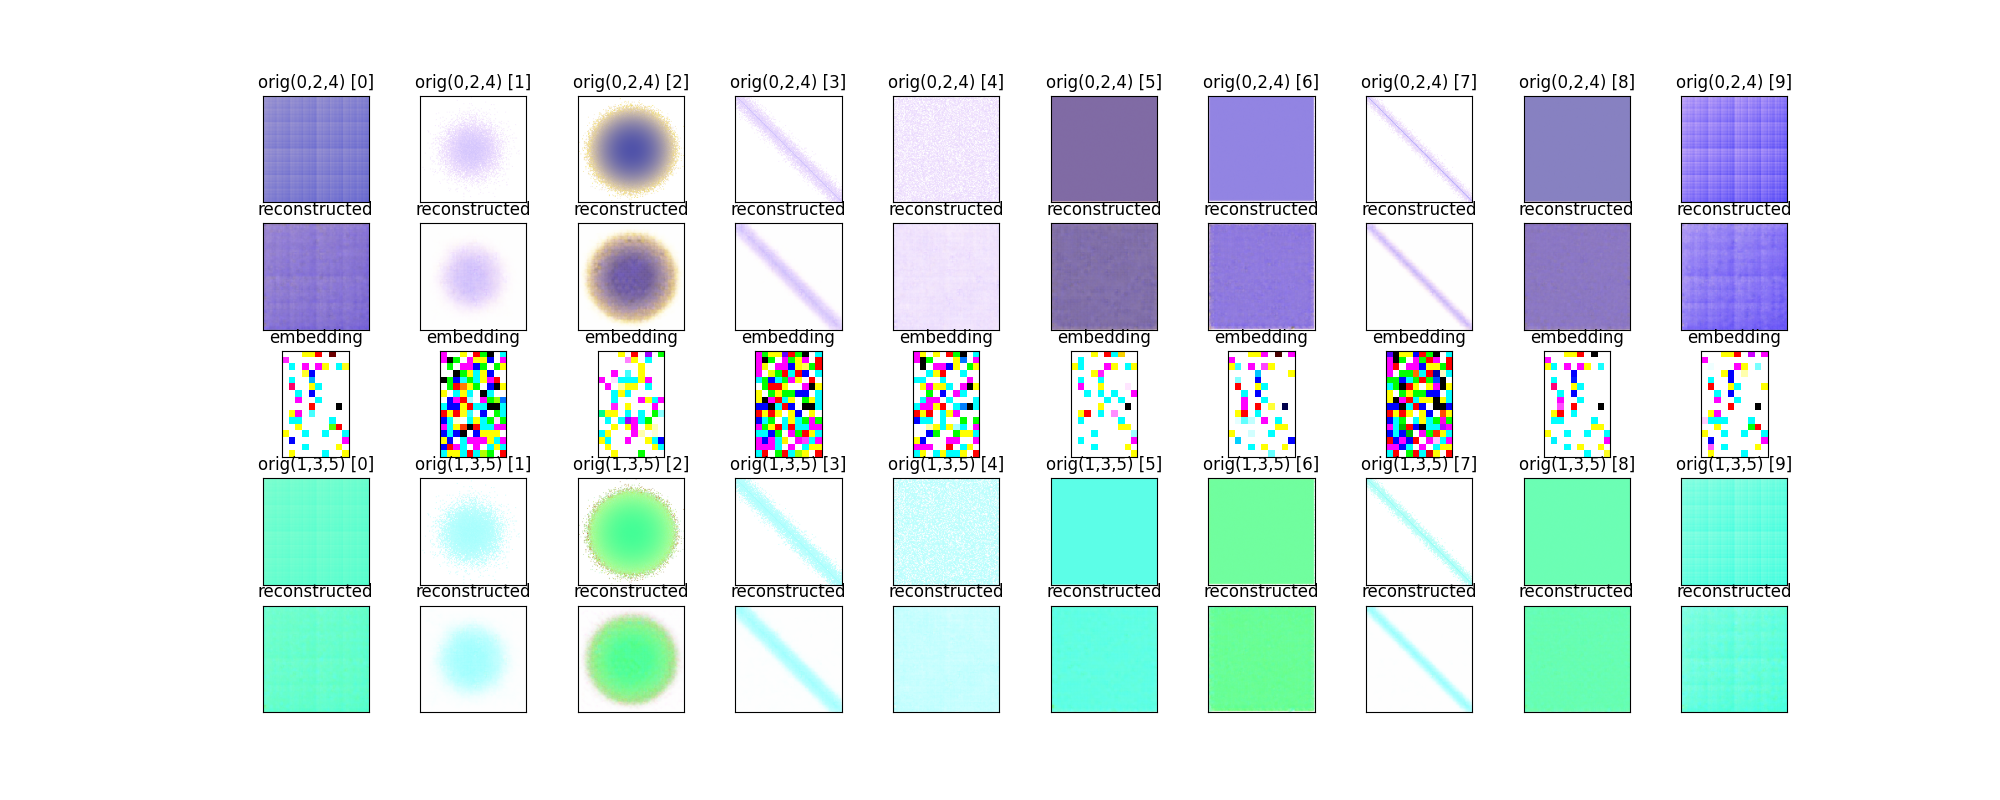 orig(0,2,4) [0] orig(0,2,4) [1] orig(0,2,4) [2] orig(0,2,4) [3] orig(0,2,4) [4] orig(0,2,4) [5] orig(0,2,4) [6] orig(0,2,4) [7] orig(0,2,4) [8] orig(0,2,4) [9]
reconstructed reconstructed reconstructed reconstructed reconstructed reconstructed reconstructed reconstructed reconstructed reconstructed
embedding embedding embedding embedding embedding embedding embedding embedding embedding embedding
orig(1,3,5) [0] orig(1,3,5) [1] orig(1,3,5) [2] orig(1,3,5) [3] orig(1,3,5) [4] orig(1,3,5) [5] orig(1,3,5) [6] orig(1,3,5) [7] orig(1,3,5) [8] orig(1,3,5) [9]
reconstructed reconstructed reconstructed reconstructed reconstructed reconstructed reconstructed reconstructed reconstructed reconstructed